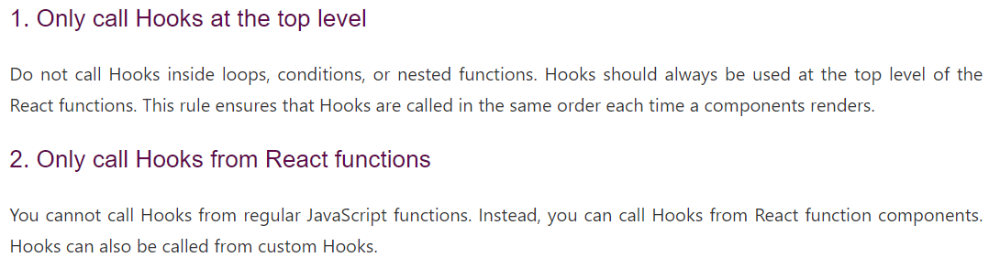 1. Only call Hooks at the top level
Do not call Hooks inside loops, conditions, or nested functions. Hooks should always be used at the top level of the
React functions. This rule ensures that Hooks are called in the same order each time a components renders.
2. Only call Hooks from React functions
You cannot call Hooks from regular JavaScript functions. Instead, you can call Hooks from React function components.
Hooks can also be called from custom Hooks.